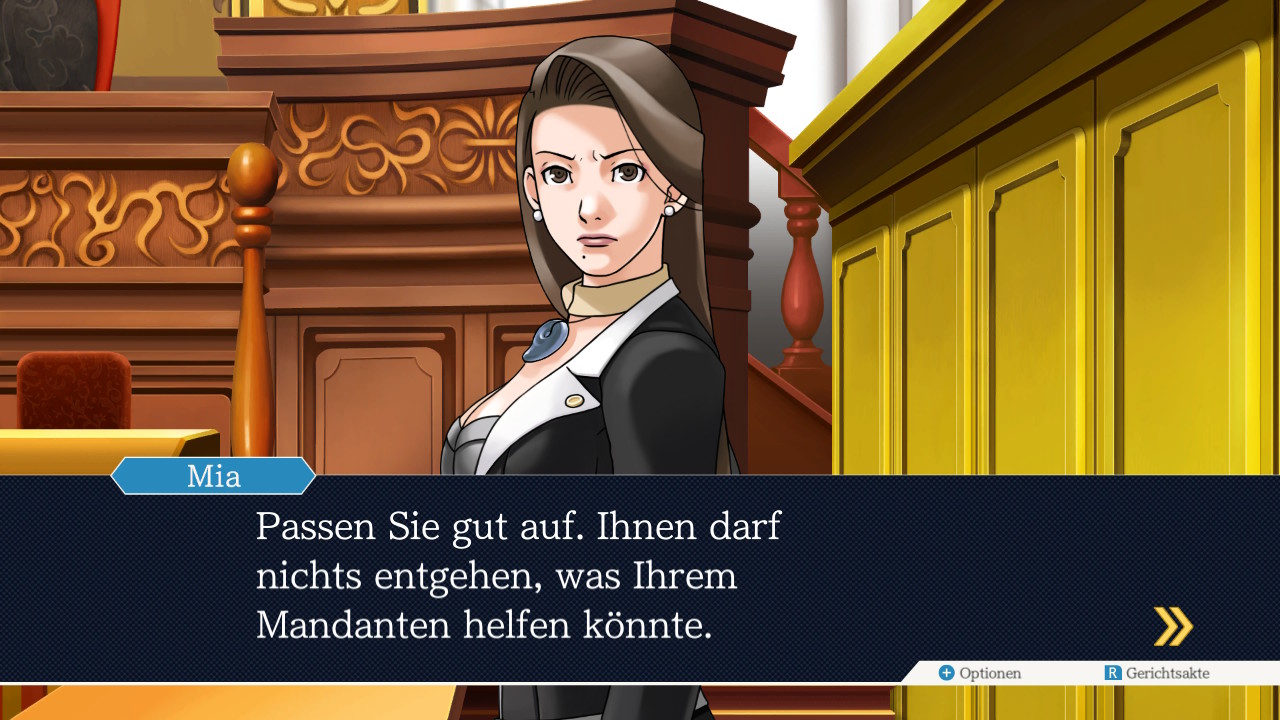 Mia
Passen Sie gut auf. Ihnen darf
nichts entgehen, was Ihrem
Mandanten helfen könnte.
+ Optionen
R Gerichtsakte